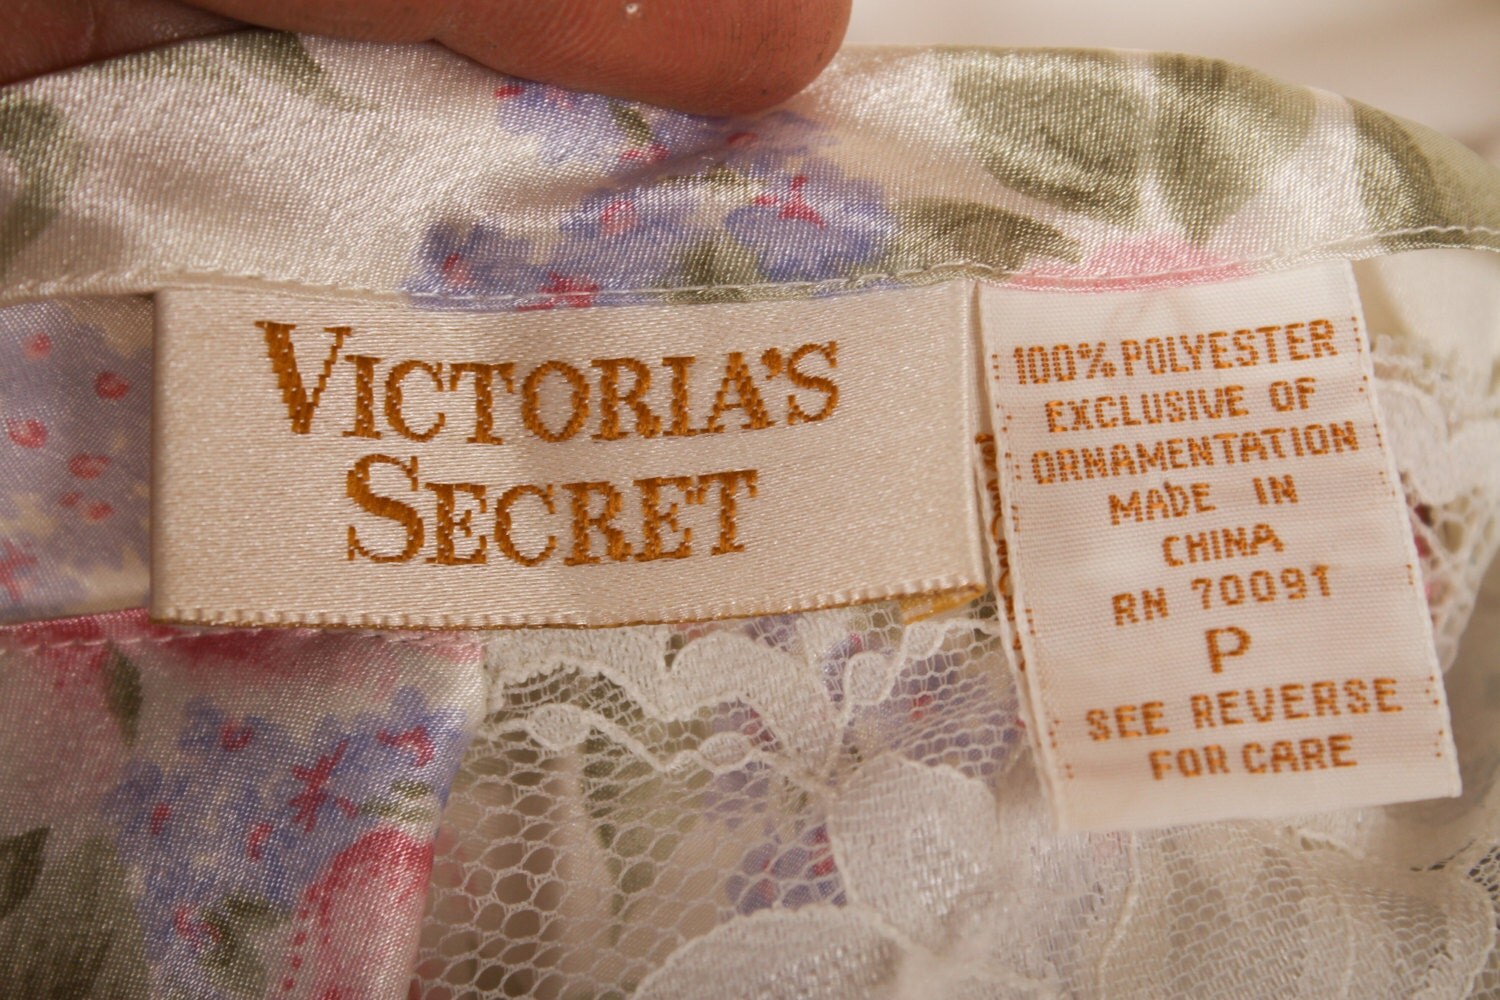 VICTORIA'S
SECRET
100% POLYESTER
EXCLUSIVE OF
ORNAMENTATION
MADE IN
CHINA
RN 70091
P
SEE REVERSE
FOR CARE